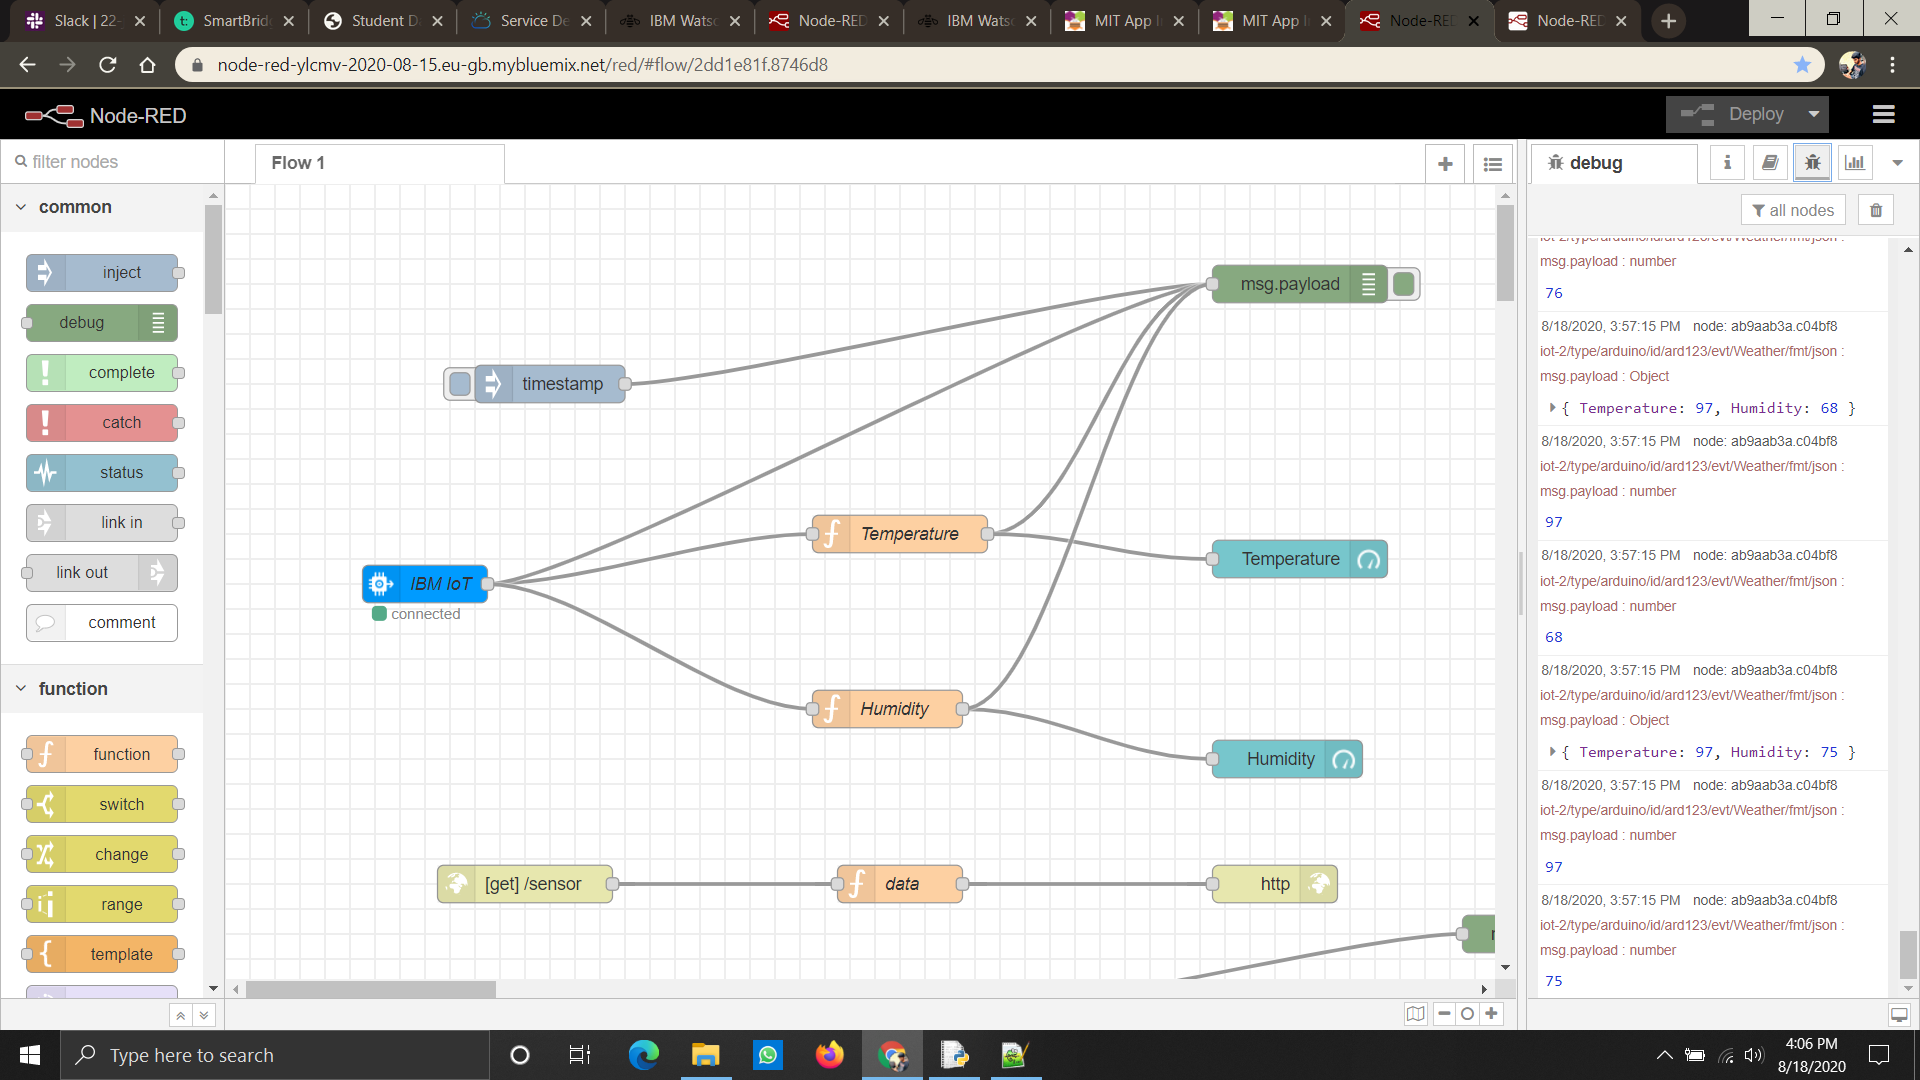 Slack | 22-
SmartBrid
Student D
Service De
IBM Watso
Node-RED
IBM Watso
MIT App I
MIT App I
Node-RED
Node-RED
node-red-ylcmv-2020-08-15.eu-gb.mybluemix.net/red/#flow/2dd1e81f.8746d8
Node-RED
Deploy
filter nodes
Flow 1
debug
all nodes
common
inject
debug
complete
catch
status
link in
link out
comment
function
function
switch
change
range
template
msg.payload
timestamp
Temperature
Temperature
IBM IoT
connected
Humidity
Humidity
[get] /sensor
data
http
iot-2/type/arduino/id/ard123/evt/Weather/fmt/json :
msg.payload : number
76
8/18/2020, 3:57:15 PM node: ab9aab3a.c04bf8
iot-2/type/arduino/id/ard123/evt/Weather/fmt/json :
msg.payload : Object
{ Temperature: 97, Humidity: 68 }
8/18/2020, 3:57:15 PM node: ab9aab3a.c04bf8
iot-2/type/arduino/id/ard123/evt/Weather/fmt/json :
msg.payload : number
97
8/18/2020, 3:57:15 PM node: ab9aab3a.c04bf8
iot-2/type/arduino/id/ard123/evt/Weather/fmt/json :
msg.payload : number
68
8/18/2020, 3:57:15 PM node: ab9aab3a.c04bf8
iot-2/type/arduino/id/ard123/evt/Weather/fmt/json :
msg.payload : Object
{ Temperature: 97, Humidity: 75 }
8/18/2020, 3:57:15 PM node: ab9aab3a.c04bf8
iot-2/type/arduino/id/ard123/evt/Weather/fmt/json :
msg.payload : number
97
8/18/2020, 3:57:15 PM node: ab9aab3a.c04bf8
iot-2/type/arduino/id/ard123/evt/Weather/fmt/json :
msg.payload : number
75
Type here to search
4:06 PM
8/18/2020